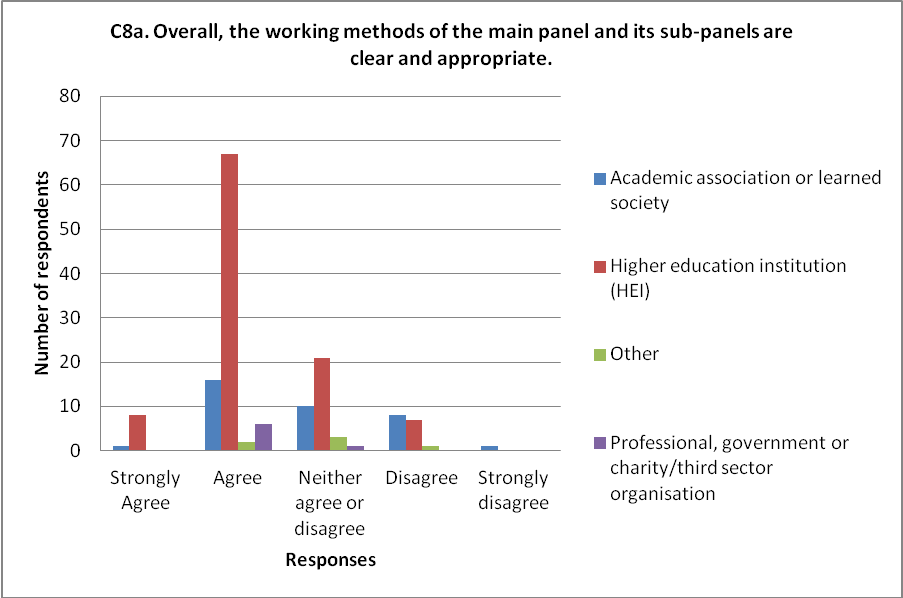 C8a. Overall, the working methods of the main panel and its sub-panels are
clear and appropriate.
80
70
60
50
40
30
20
10
0
Number of respondents
Strongly
Agree
Agree
Neither
agree or
disagree
Disagree
Strongly
disagree
Responses
Academic association or learned
society
Higher education institution
(HEI)
Other
Professional, government or
charity/third sector
organisation